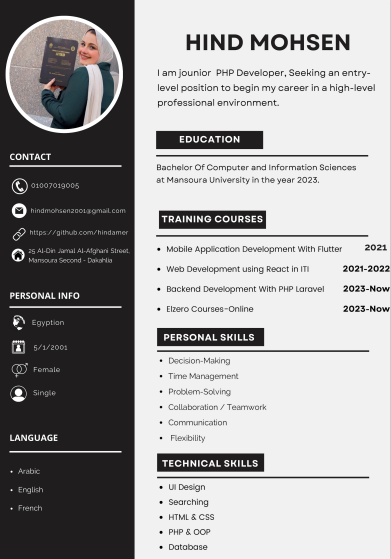 HIND MOHSEN
I am jounior PHP Developer, Seeking an entry-
level position to begin my career in a high-level
professional environment.
CONTACT
01007019005
hindmohsen2001@gmail.com
https://github.com/hindamer
25 Al-Din Jamal Al-Afghani Street,
Mansoura Second - Dakahlia
PERSONAL INFO
Egyption
5/1/2001
Female
Single
LANGUAGE
Arabic
English
French
EDUCATION
Bachelor Of Computer and Information Sciences
at Mansoura University in the year 2023.
TRAINING COURSES
Mobile Application Development With Flutter 2021
Web Development using React in ITI 2021-2022
Backend Development With PHP Laravel 2023-Now
Elzero Courses-Online 2023-Now
PERSONAL SKILLS
Decision-Making
Time Management
Problem-Solving
Collaboration / Teamwork
Communication
Flexibility
TECHNICAL SKILLS
UI Design
Searching
HTML & CSS
PHP & OOP
Database